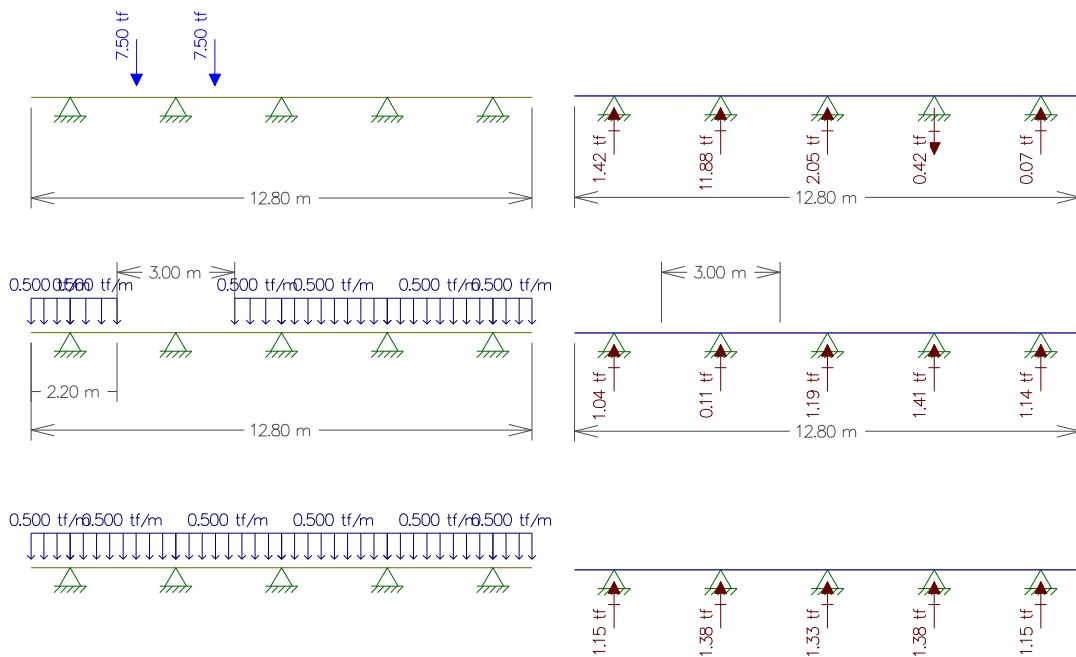 7.50 tf
7.50 tf
12.80 m
1.42 tf
11.88 tf
2.05 tf
0.42 tf
0.07 tf
12.80 m
3.00 m
0.500 tf/m
0.500 tf/m
0.500 tf/m
0.500 tf/m
0.500 tf/m
0.500 tf/m
2.20 m
12.80 m
3.00 m
1.04 tf
0.11 tf
1.19 tf
1.41 tf
1.14 tf
12.80 m
0.500 tf/m
0.500 tf/m
0.500 tf/m
0.500 tf/m
0.500 tf/m
0.500 tf/m
1.15 tf
1.38 tf
1.33 tf
1.38 tf
1.15 tf